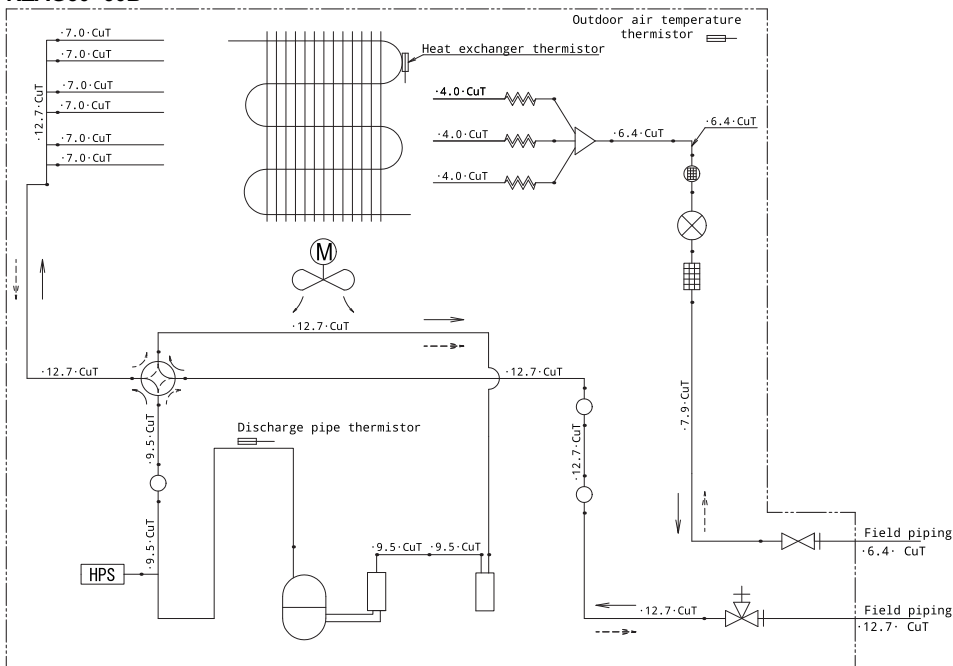 Outdoor air temperature
thermistor
·7.0·CuT
·7.0·CuT
·7.0·CuT
·7.0·CuT
·7.0·CuT
·7.0·CuT
·12.7·CuT
Heat exchanger thermistor
·4.0·CuT
·4.0·CuT
·4.0·CuT
·6.4·CuT
·6.4·CuT
M
·12.7·CuT
·12.7·CuT
·12.7·CuT
·9.5·CuT
Discharge pipe thermistor
·12.7·CuT
·7.9·CuT
·9.5·CuT
·9.5·CuT ·9.5·CuT
HPS
Field piping
·6.4· CuT
·12.7·CuT
Field piping
·12.7· CuT